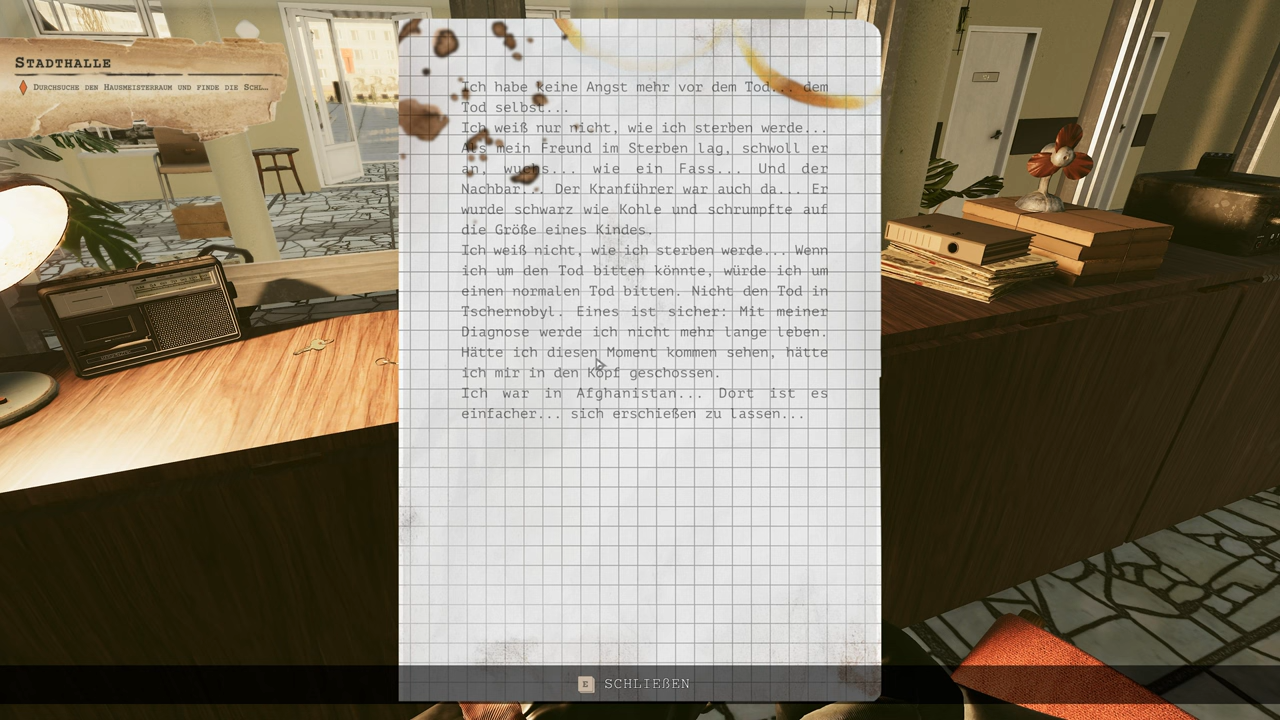 STADTHALLE
DURCHSUCHE DEN HAUSMEISTERRAUM UND FINDE DIE SCHL…
Ich habe keine Angst mehr vor dem Tod... dem
Tod selbst...
Ich weiß nur nicht, wie ich sterben werde...
Als mein Freund im Sterben lag, schwoll er
an, wuchs... wie ein Fass... Und der
Nachbar... Der Kranführer war auch da... Er
wurde schwarz wie Kohle und schrumpfte auf
die Größe eines Kindes.
Ich weiß nicht, wie ich sterben werde... Wenn
ich um den Tod bitten könnte, würde ich um
einen normalen Tod bitten. Nicht den Tod in
Tschernobyl. Eines ist sicher: Mit meiner
Diagnose werde ich nicht mehr lange leben.
Hätte ich diesen Moment kommen sehen, hätte
ich mir in den Kopf geschossen.
Ich war in Afghanistan... Dort ist es
einfacher... sich erschießen zu lassen...
E SCHLIEßEN